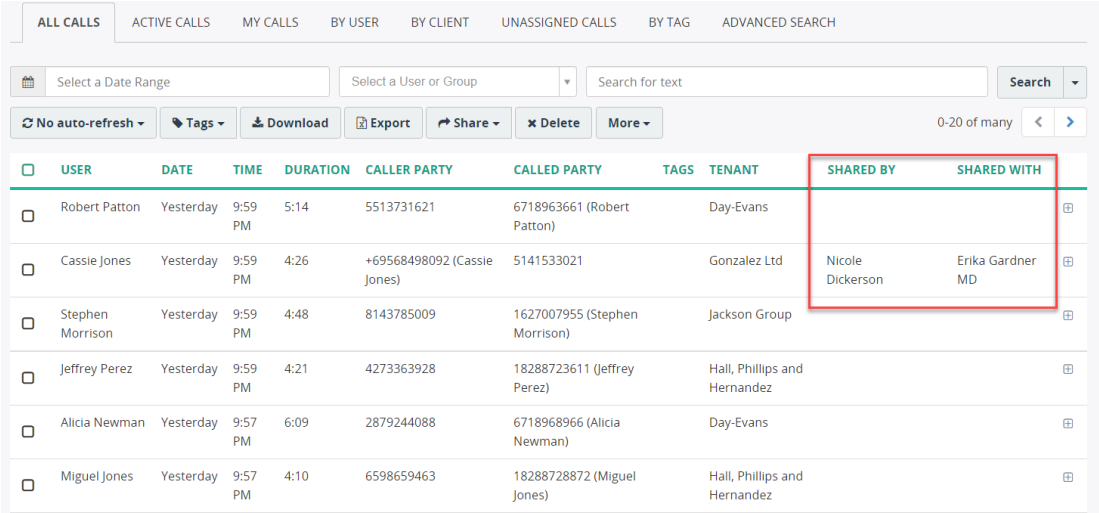 ALL CALLS ACTIVE CALLS MY CALLS BY USER BY CLIENT UNASSIGNED CALLS BY TAG ADVANCED SEARCH
Select a Date Range Select a User or Group Search for text Search
No auto-refresh Tags Download Export Share Delete More 0-20 of many
USER DATE TIME DURATION CALLER PARTY CALLED PARTY TAGS TENANT SHARED BY SHARED WITH
Robert Patton Yesterday 9:59 5:14 5513731621 6718963661 (Robert Day-Evans
PM Patton)
Cassie Jones Yesterday 9:59 4:26 +69568498092 (Cassie 5141533021 Gonzalez Ltd Nicole Erika Gardner
PM Jones) Dickerson MD
Stephen Yesterday 9:59 4:48 8143785009 1627007955 (Stephen Jackson Group
Morrison PM Morrison)
Jeffrey Perez Yesterday 9:59 4:21 4273363928 18288723611 (Jeffrey Hall, Phillips and
PM Perez) Hernandez
Alicia Newman Yesterday 9:57 6:09 2879244088 6718968966 (Alicia Day-Evans
PM Newman)
Miguel Jones Yesterday 9:57 4:10 6598659463 18288728872 (Miguel Hall, Phillips and
PM Jones) Hernandez